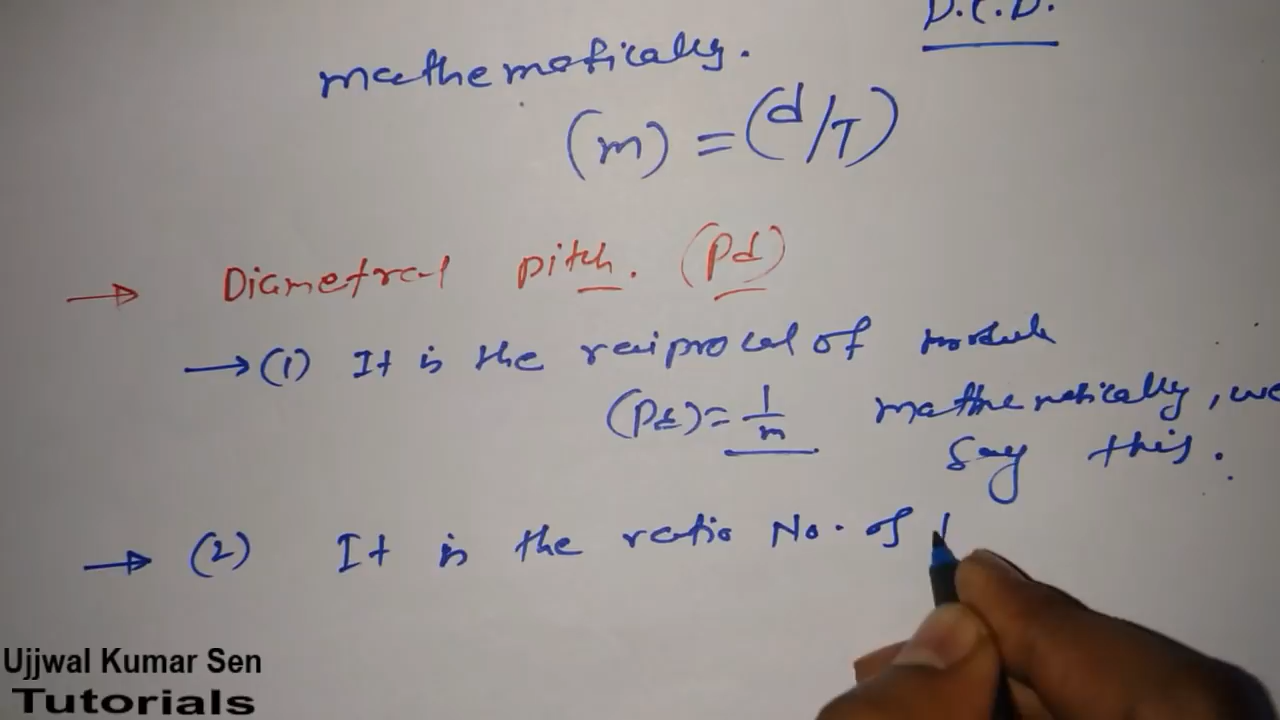 P.C.D.
mathematically.
(m) = (d/T)
→ Diametral pitch. (Pd)
→ (1) It is the reciprocal of module
(Pd) = 1/m mathematically, we
say this.
→ (2) It is the ratio No. of
Ujjwal Kumar Sen
Tutorials